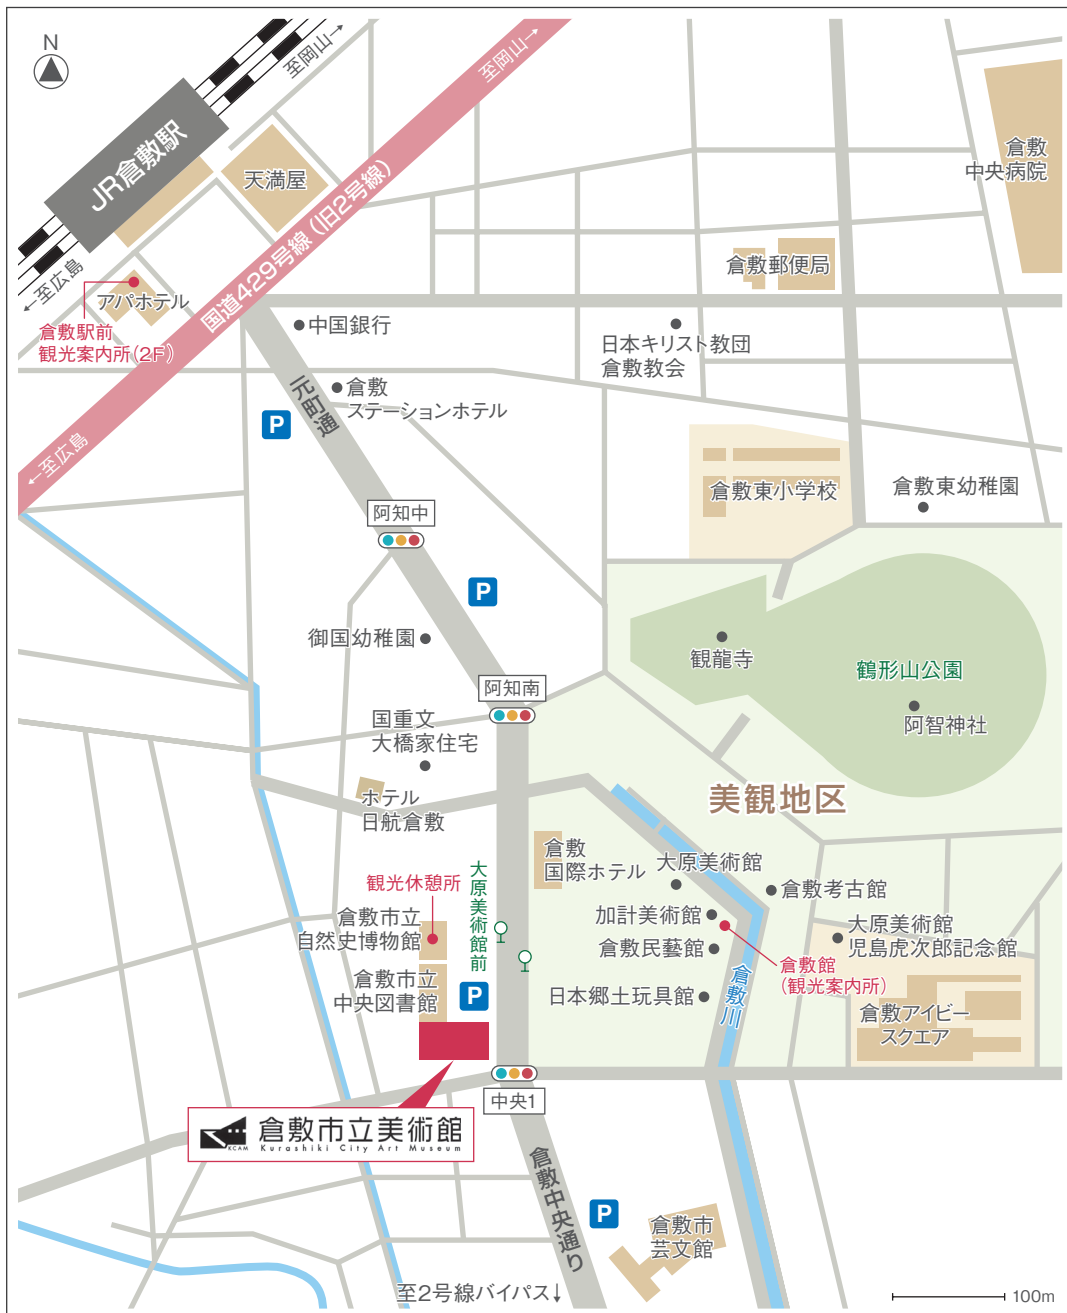 N
至岡山→
至岡山→
JR倉敷駅
天満屋
倉敷
中央病院
国道429号線(旧2号線)
倉敷郵便局
←至広島
アパホテル
倉敷駅前
観光案内所(2F)
中国銀行
日本キリスト教団
倉敷教会
元町通
倉敷
ステーションホテル
P
←至広島
倉敷東小学校
倉敷東幼稚園
阿知中
P
御国幼稚園
観龍寺
鶴形山公園
阿智神社
阿知南
国重文
大橋家住宅
美観地区
ホテル
日航倉敷
倉敷
国際ホテル
大原美術館
大原美術館前
観光休憩所
倉敷考古館
倉敷市立
自然史博物館
加計美術館
大原美術館
児島虎次郎記念館
倉敷民藝館
倉敷館
(観光案内所)
倉敷市立
中央図書館
P
日本郷土玩具館
倉敷川
倉敷アイビー
スクエア
中央1
KCAM
倉敷市立美術館
Kurashiki City Art Museum
倉敷中央通り
P
倉敷市
芸文館
至2号線バイパス↓
100m